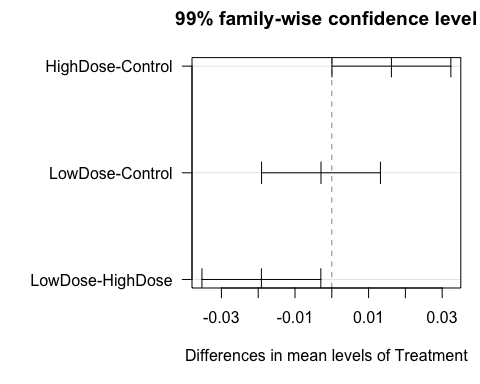 99% family-wise confidence level
HighDose-Control
LowDose-Control
LowDose-HighDose
-0.03 -0.01 0.01 0.03
Differences in mean levels of Treatment